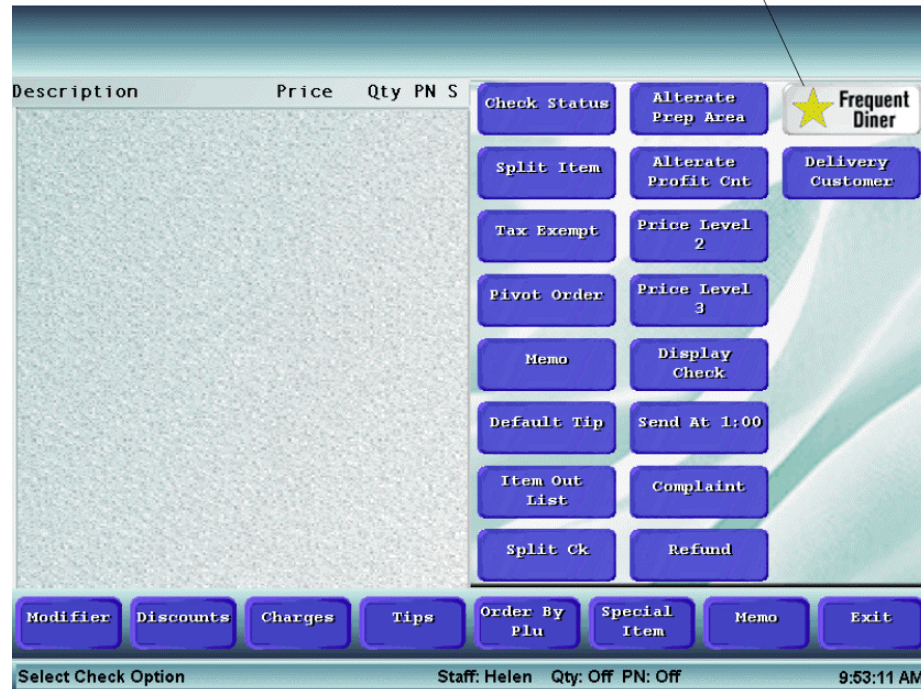 Description Price Qty PN S
Check Status
Alterate
Prep Area
Frequent
Diner
Split Item
Alterate
Profit Cnt
Delivery
Customer
Tax Exempt
Price Level
2
Pivot Order
Price Level
3
Memo
Display
Check
Default Tip
Send At 1:00
Item Out
List
Complaint
Split Ck
Refund
Modifier
Discounts
Charges
Tips
Order By
Plu
Special
Item
Memo
Exit
Select Check Option
Staff: Helen Qty: Off PN: Off
9:53:11 AM